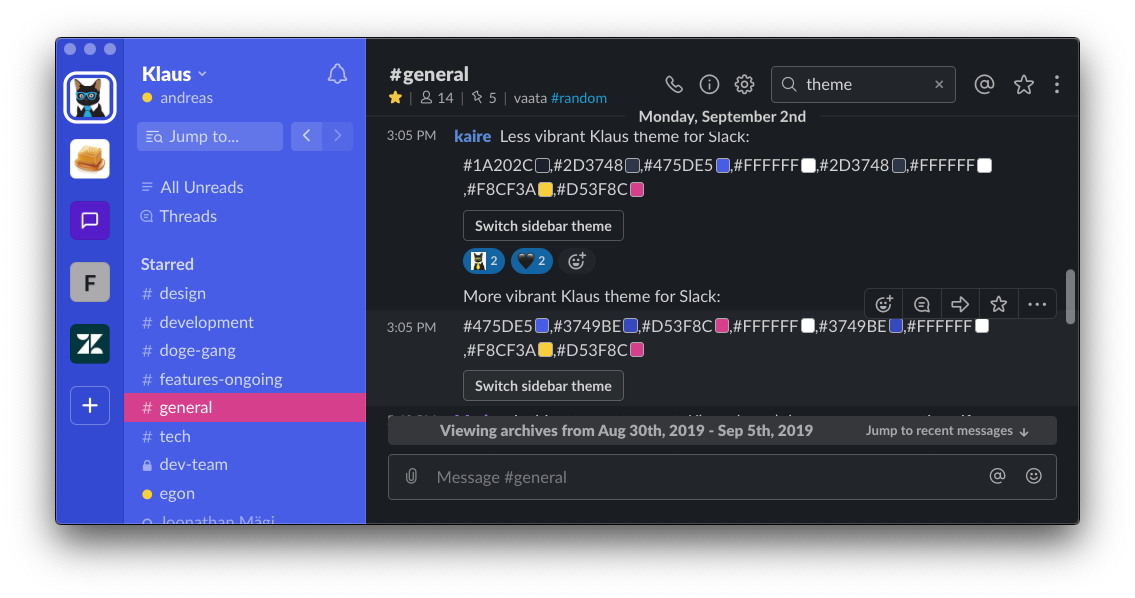 Klaus
andreas
Jump to...
All Unreads
Threads
Starred
# design
# development
# doge-gang
# features-ongoing
# general
# tech
dev-team
egon
Joonathan Mägi
F
#general
14 | 5 | vaata #random
theme
Monday, September 2nd
3:05 PM kaire Less vibrant Klaus theme for Slack:
#1A202C,#2D3748,#475DE5,#FFFFFF,#2D3748,#FFFFFF
,#F8CF3A,#D53F8C
Switch sidebar theme
2 2
More vibrant Klaus theme for Slack:
3:05 PM #475DE5,#3749BE,#D53F8C,#FFFFFF,#3749BE,#FFFFFF
,#F8CF3A,#D53F8C
Switch sidebar theme
Viewing archives from Aug 30th, 2019 - Sep 5th, 2019 Jump to recent messages ↓
Message #general